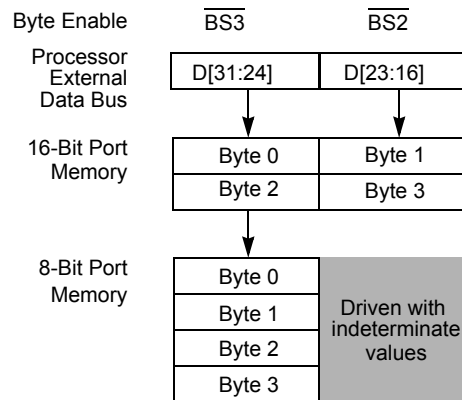 Byte Enable BS3 BS2
Processor
External
Data Bus
D[31:24] D[23:16]
16-Bit Port
Memory
Byte 0 Byte 1
Byte 2 Byte 3
8-Bit Port
Memory
Byte 0
Byte 1
Byte 2
Byte 3
Driven with
indeterminate
values